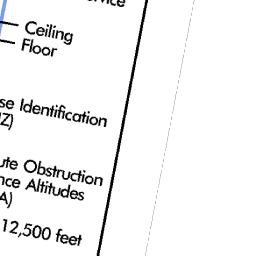 Ceiling
Floor
se Identification
Z)
ute Obstruction
nce Altitudes
A)
12,500 feet